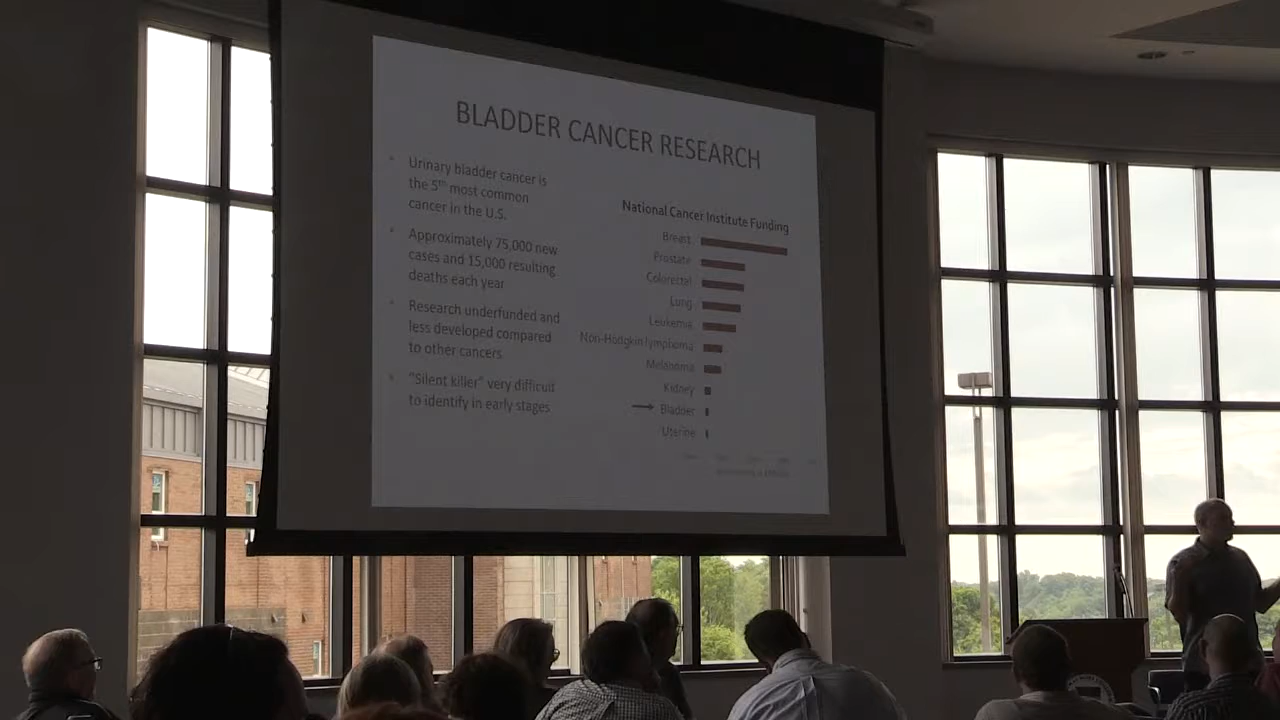 BLADDER CANCER RESEARCH
Urinary bladder cancer is
the 5th most common
cancer in the U.S.
Approximately 75,000 new
cases and 15,000 resulting
deaths each year
Research underfunded and
less developed compared
to other cancers
"Silent killer" very difficult
to identify in early stages
National Cancer Institute Funding
Breast
Prostate
Colorectal
Lung
Leukemia
Non-Hodgkin lymphoma
Melanoma
Kidney
Bladder
Uterine